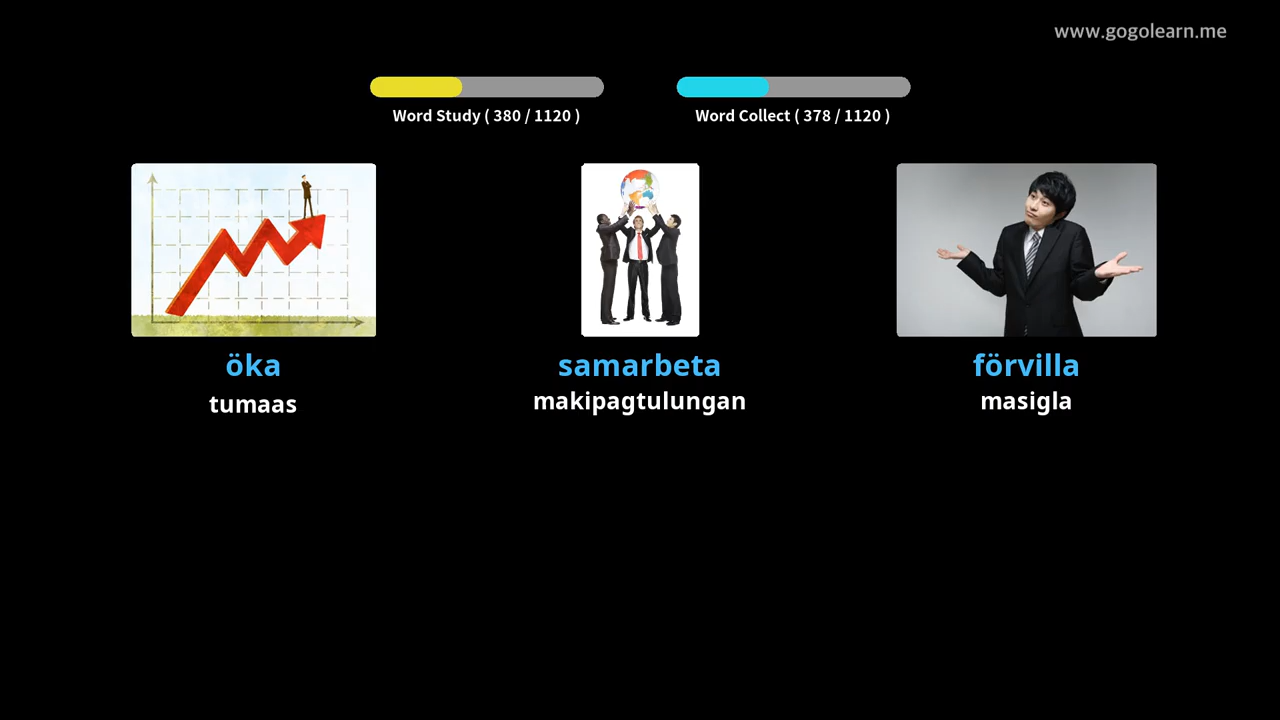 www.gogolearn.me
Word Study ( 380 / 1120 )
Word Collect ( 378 / 1120 )
öka
samarbeta
förvilla
tumaas
makipagtulungan
masigla